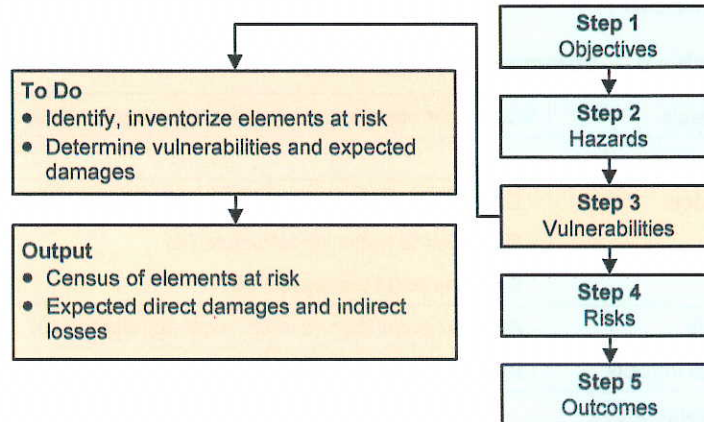 Step 1
Objectives
Step 2
Hazards
Step 3
Vulnerabilities
Step 4
Risks
Step 5
Outcomes
To Do
• Identify, inventorize elements at risk
• Determine vulnerabilities and expected
damages
Output
• Census of elements at risk
• Expected direct damages and indirect
losses